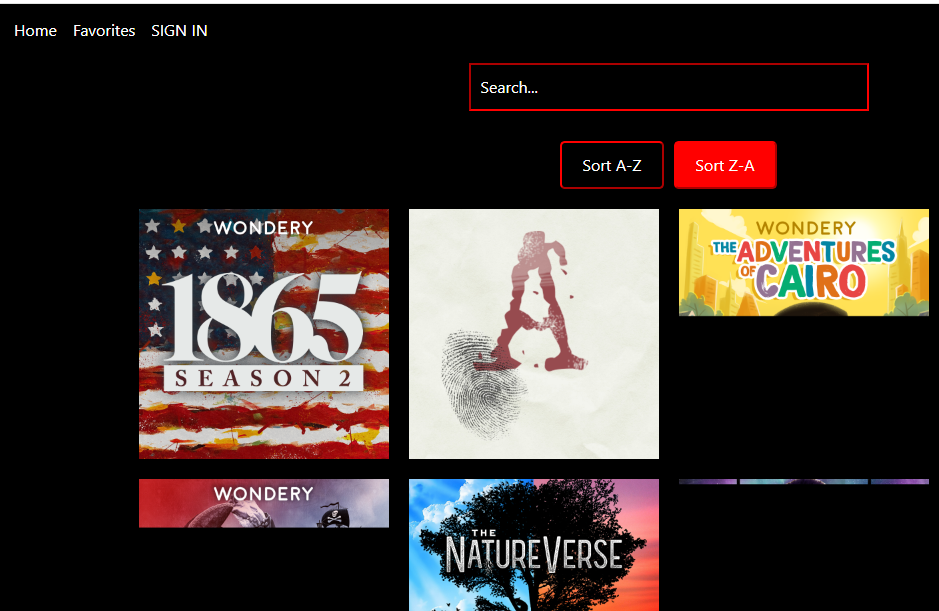 Home Favorites SIGN IN
Search...
Sort A-Z Sort Z-A
WONDERY
1865
SEASON 2
A
WONDERY
THE ADVENTURES
OF CAIRO
WONDERY
THE
NATUREVERSE